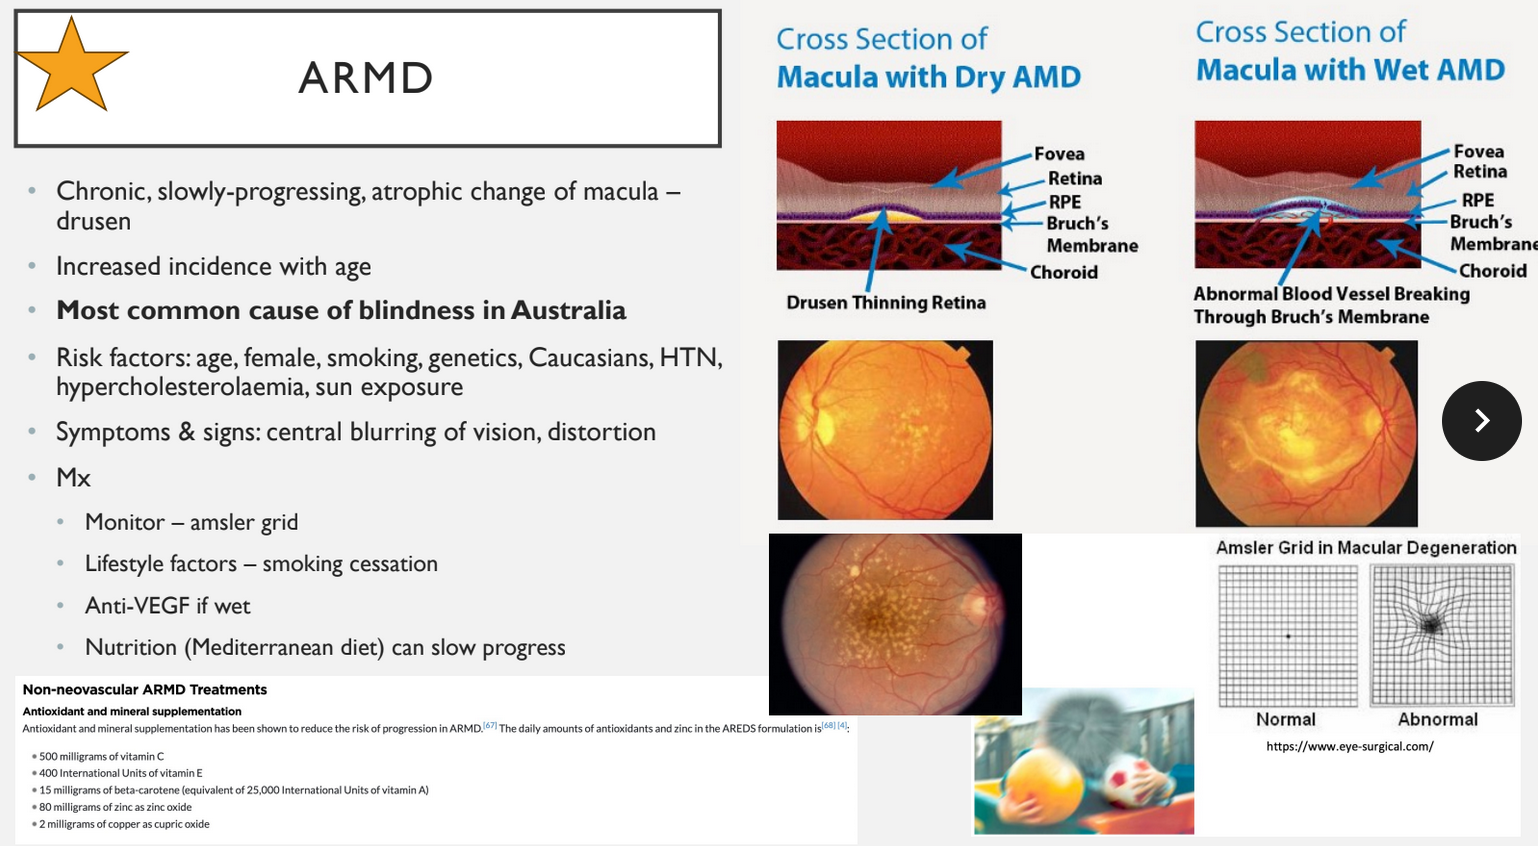 ARMD
Chronic, slowly-progressing, atrophic change of macula –
drusen
Increased incidence with age
Most common cause of blindness in Australia
Risk factors: age, female, smoking, genetics, Caucasians, HTN,
hypercholesterolaemia, sun exposure
Symptoms & signs: central blurring of vision, distortion
Mx
Monitor – amsler grid
Lifestyle factors – smoking cessation
Anti-VEGF if wet
Nutrition (Mediterranean diet) can slow progress
Non-neovascular ARMD Treatments
Antioxidant and mineral supplementation
Antioxidant and mineral supplementation has been shown to reduce the risk of progression in ARMD.[67] The daily amounts of antioxidants and zinc in the AREDS formulation is[68] [4]:
500 milligrams of vitamin C
400 International Units of vitamin E
15 milligrams of beta-carotene (equivalent of 25,000 International Units of vitamin A)
80 milligrams of zinc as zinc oxide
2 milligrams of copper as cupric oxide
Cross Section of
Macula with Dry AMD
Fovea
Retina
RPE
Bruch's
Membrane
Choroid
Drusen Thinning Retina
Cross Section of
Macula with Wet AMD
Fovea
Retina
RPE
Bruch's
Membrane
Choroid
Abnormal Blood Vessel Breaking
Through Bruch's Membrane
Amsler Grid in Macular Degeneration
Normal
Abnormal
https://www.eye-surgical.com/